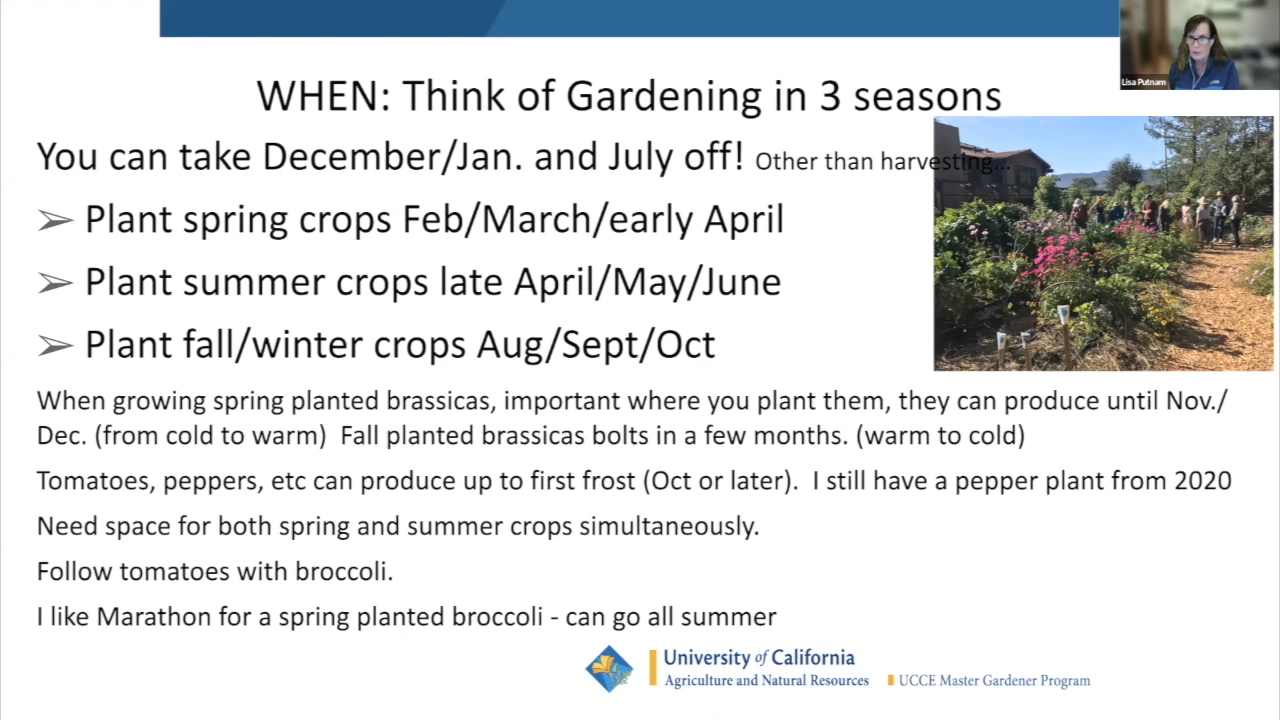 Lisa Putnam
WHEN: Think of Gardening in 3 seasons
You can take December/Jan. and July off! Other than harvesting...
➢ Plant spring crops Feb/March/early April
➢ Plant summer crops late April/May/June
➢ Plant fall/winter crops Aug/Sept/Oct
When growing spring planted brassicas, important where you plant them, they can produce until Nov./
Dec. (from cold to warm) Fall planted brassicas bolts in a few months. (warm to cold)
Tomatoes, peppers, etc can produce up to first frost (Oct or later). I still have a pepper plant from 2020
Need space for both spring and summer crops simultaneously.
Follow tomatoes with broccoli.
I like Marathon for a spring planted broccoli - can go all summer
University of California
Agriculture and Natural Resources
UCCE Master Gardener Program